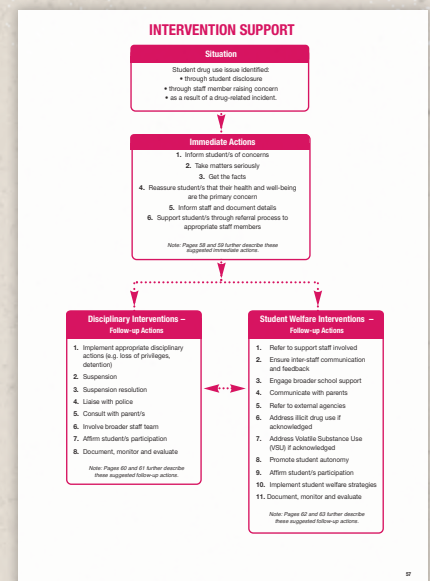 INTERVENTION SUPPORT
Situation
Student drug use issue identified:
• through student disclosure
• through staff member raising concern
• as a result of a drug-related incident.
Immediate Actions
1. Inform student/s of concerns
2. Take matters seriously
3. Get the facts
4. Reassure student/s that their health and well-being
are the primary concern
5. Inform staff and document details
6. Support student/s through referral process to
appropriate staff members
Note: Pages 58 and 59 further describe these
suggested immediate actions.
Disciplinary Interventions –
Follow-up Actions
1. Implement appropriate disciplinary
actions (e.g. loss of privileges,
detention)
2. Suspension
3. Suspension resolution
4. Liaise with police
5. Consult with parent/s
6. Involve broader staff team
7. Affirm student/s participation
8. Document, monitor and evaluate
Note: Pages 60 and 61 further describe
these suggested follow-up actions.
Student Welfare Interventions –
Follow-up Actions
1. Refer to support staff involved
2. Ensure inter-staff communication
and feedback
3. Engage broader school support
4. Communicate with parents
5. Refer to external agencies
6. Address illicit drug use if
acknowledged
7. Address Volatile Substance Use
(VSU) if acknowledged
8. Promote student autonomy
9. Affirm student/s participation
10. Implement student welfare strategies
11. Document, monitor and evaluate
Note: Pages 62 and 63 further describe
these suggested follow-up actions.
57